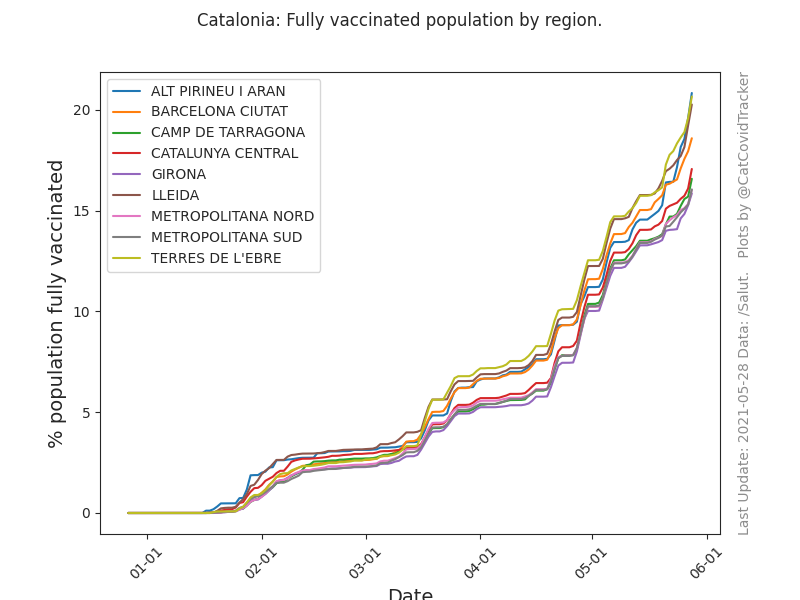 Catalonia: Fully vaccinated population by region.
ALT PIRINEU I ARAN
BARCELONA CIUTAT
CAMP DE TARRAGONA
CATALUNYA CENTRAL
GIRONA
LLEIDA
METROPOLITANA NORD
METROPOLITANA SUD
TERRES DE L'EBRE
% population fully vaccinated
20
15
10
5
0
01-01
02-01
03-01
04-01
05-01
06-01
Date
Last Update: 2021-05-28 Data: /Salut. Plots by @CatCovidTracker